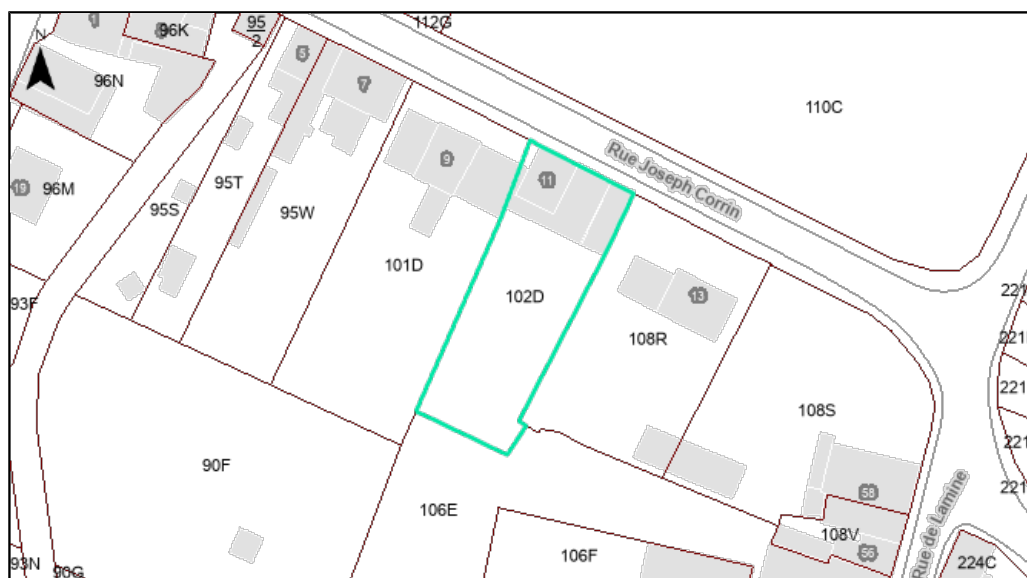 112G
1
8
96K
95
2
N
96N
5
7
110C
Rue Joseph Corrin
9
11
19
96M
95T
95S
95W
101D
102D
13
108R
93F
221
221
221
221
221
108S
90F
106E
58
108V
56
Rue de Lamine
106F
93N
90G
224C